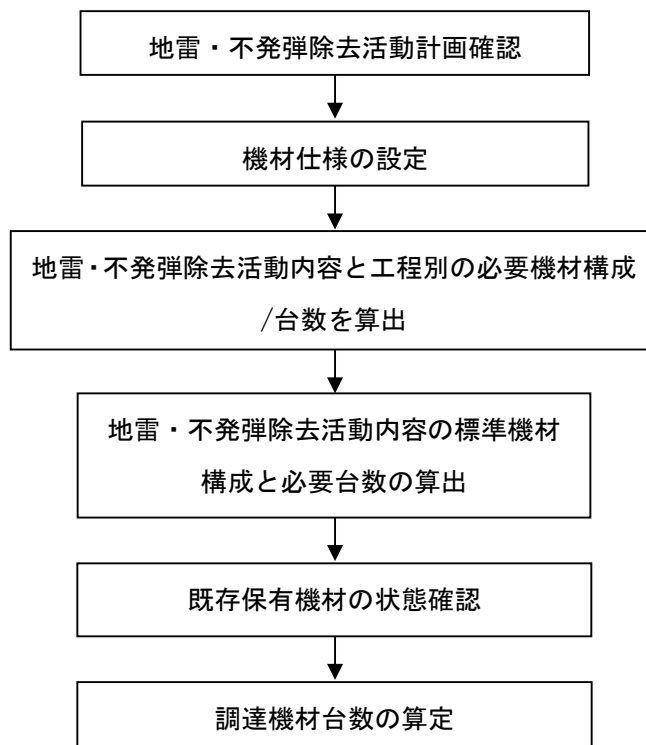 地雷・不発弾除去活動計画確認
機材仕様の設定
地雷・不発弾除去活動内容と工程別の必要機材構成
/台数を算出
地雷・不発弾除去活動内容の標準機材
構成と必要台数の算出
既存保有機材の状態確認
調達機材台数の算定